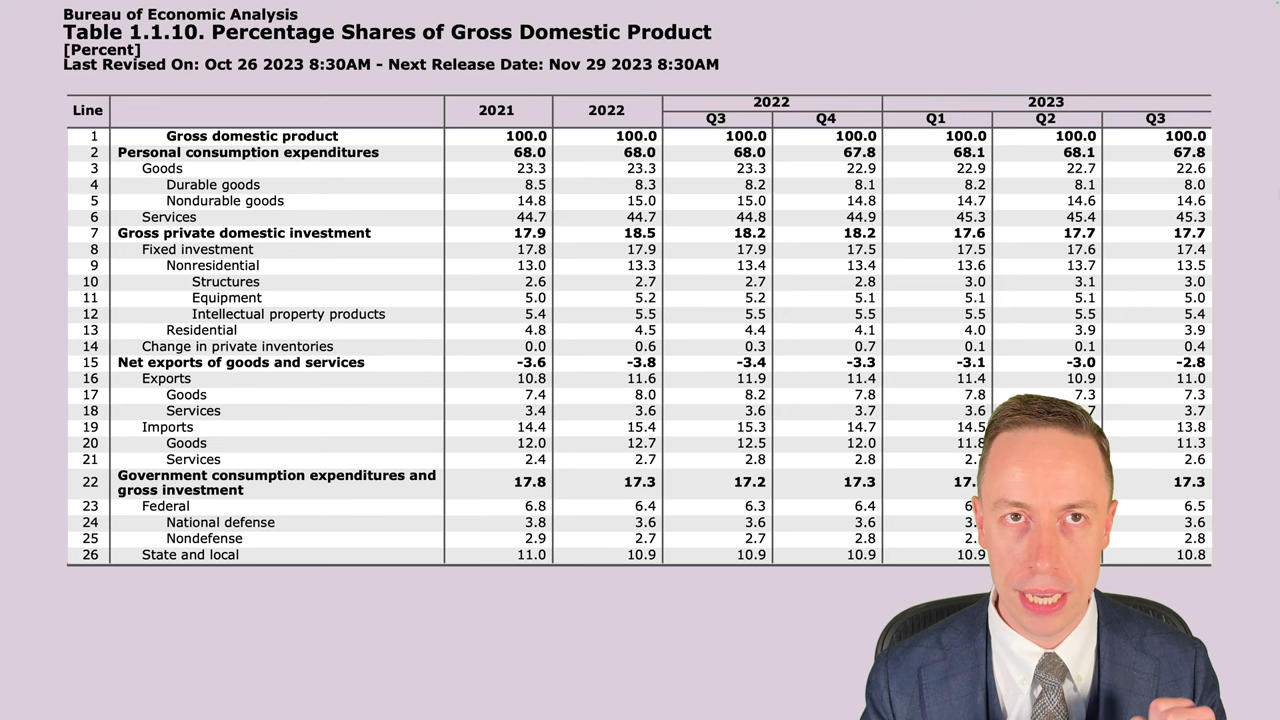 Bureau of Economic Analysis
Table 1.1.10. Percentage Shares of Gross Domestic Product
[Percent]
Last Revised On: Oct 26 2023 8:30AM - Next Release Date: Nov 29 2023 8:30AM
Line 2021 2022 2022 2023
Q3 Q4 Q1 Q2 Q3
1 Gross domestic product 100.0 100.0 100.0 100.0 100.0 100.0 100.0
2 Personal consumption expenditures 68.0 68.0 68.0 67.8 68.1 68.1 67.8
3 Goods 23.3 23.3 23.3 22.9 22.9 22.7 22.6
4 Durable goods 8.5 8.3 8.2 8.1 8.2 8.1 8.0
5 Nondurable goods 14.8 15.0 15.0 14.8 14.7 14.6 14.6
6 Services 44.7 44.7 44.8 44.9 45.3 45.4 45.3
7 Gross private domestic investment 17.9 18.5 18.2 18.2 17.6 17.7 17.7
8 Fixed investment 17.8 17.9 17.9 17.5 17.5 17.6 17.4
9 Nonresidential 13.0 13.3 13.4 13.4 13.6 13.7 13.5
10 Structures 2.6 2.7 2.7 2.8 3.0 3.1 3.0
11 Equipment 5.0 5.2 5.2 5.1 5.1 5.1 5.0
12 Intellectual property products 5.4 5.5 5.5 5.5 5.5 5.5 5.4
13 Residential 4.8 4.5 4.4 4.1 4.0 3.9 3.9
14 Change in private inventories 0.0 0.6 0.3 0.7 0.1 0.1 0.4
15 Net exports of goods and services -3.6 -3.8 -3.4 -3.3 -3.1 -3.0 -2.8
16 Exports 10.8 11.6 11.9 11.4 11.4 10.9 11.0
17 Goods 7.4 8.0 8.2 7.8 7.8 7.3 7.3
18 Services 3.4 3.6 3.6 3.7 3.6 3.7
19 Imports 14.4 15.4 15.3 14.7 14.5 13.8
20 Goods 12.0 12.7 12.5 12.0 11.8 11.3
21 Services 2.4 2.7 2.8 2.8 2.6
22 Government consumption expenditures and gross investment 17.8 17.3 17.2 17.3 17.3
23 Federal 6.8 6.4 6.3 6.4 6.5
24 National defense 3.8 3.6 3.6 3.6 3.6
25 Nondefense 2.9 2.7 2.7 2.8 2.8
26 State and local 11.0 10.9 10.9 10.9 10.9 10.8